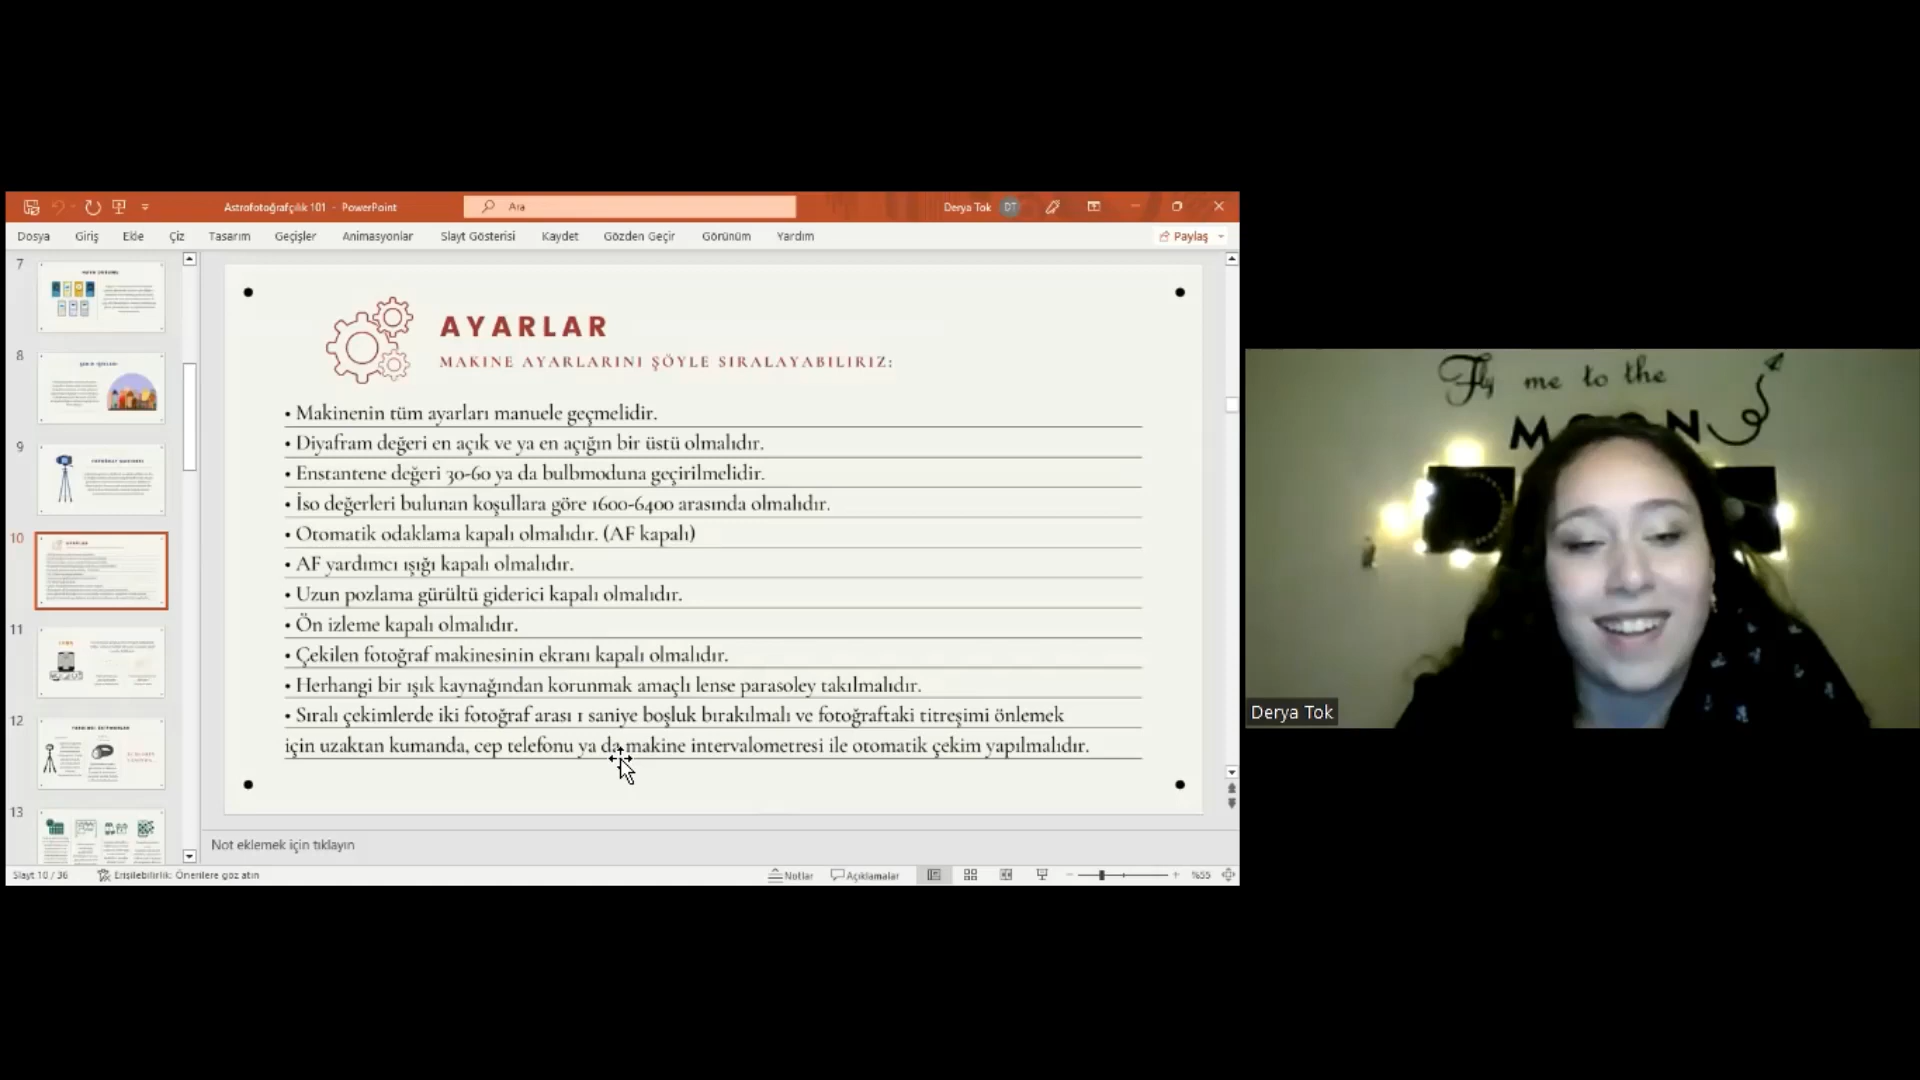 Astrofotoğrafçılık 101 - PowerPoint
Ara
Derya Tok
DT
Dosya
Giriş
Ekle
Çiz
Tasarım
Geçişler
Animasyonlar
Slayt Gösterisi
Kaydet
Gözden Geçir
Görünüm
Yardım
Paylaş
7
8
9
10
11
12
13
AYARLAR
MAKINE AYARLARINI ŞÖYLE SIRALAYABILIRIZ:
• Makinenin tüm ayarları manuele geçmelidir.
• Diyafram değeri en açık ve ya en açığın bir üstü olmalıdır.
• Enstantene değeri 30-60 ya da bulbmoduna geçirilmelidir.
• İso değerleri bulunan koşullara göre 1600-6400 arasında olmalıdır.
• Otomatik odaklama kapalı olmalıdır. (AF kapalı)
• AF yardımcı ışığı kapalı olmalıdır.
• Uzun pozlama gürültü giderici kapalı olmalıdır.
• Ön izleme kapalı olmalıdır.
• Çekilen fotoğraf makinesinin ekranı kapalı olmalıdır.
• Herhangi bir ışık kaynağından korunmak amaçlı lense parasoley takılmalıdır.
• Sıralı çekimlerde iki fotoğraf arası 1 saniye boşluk bırakılmalı ve fotoğraftaki titreşimi önlemek
için uzaktan kumanda, cep telefonu ya da makine intervalometresi ile otomatik çekim yapılmalıdır.
Not eklemek için tıklayın
Slayt 10 / 36
Erişilebilirlik: Önerilere göz atın
Notlar
Açıklamalar
%55
Fly me to the
MOON
Derya Tok